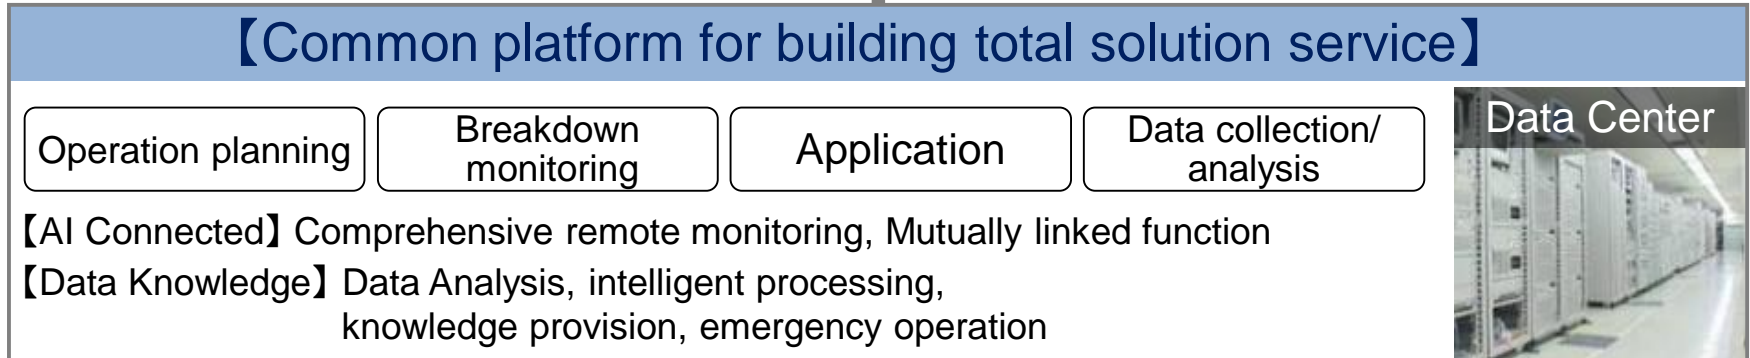 【Common platform for building total solution service】
Operation planning
Breakdown
monitoring
Application
Data collection/
analysis
Data Center
【AI Connected】Comprehensive remote monitoring, Mutually linked function
【Data Knowledge】Data Analysis, intelligent processing,
knowledge provision, emergency operation